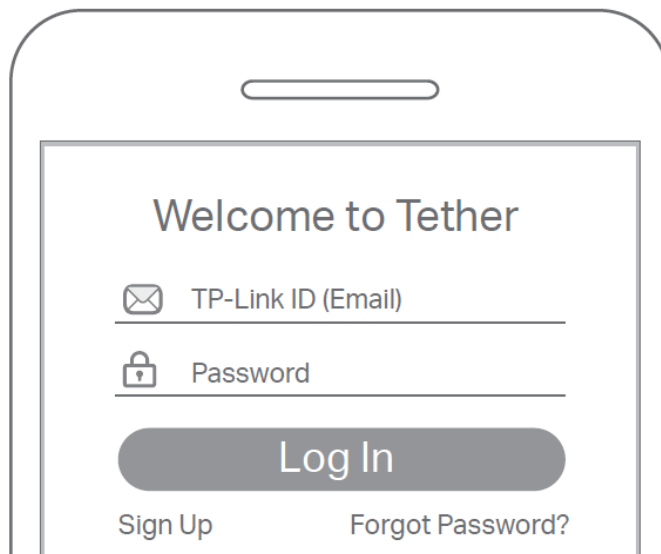 Welcome to Tether
TP-Link ID (Email)
Password
Log In
Sign Up Forgot Password?